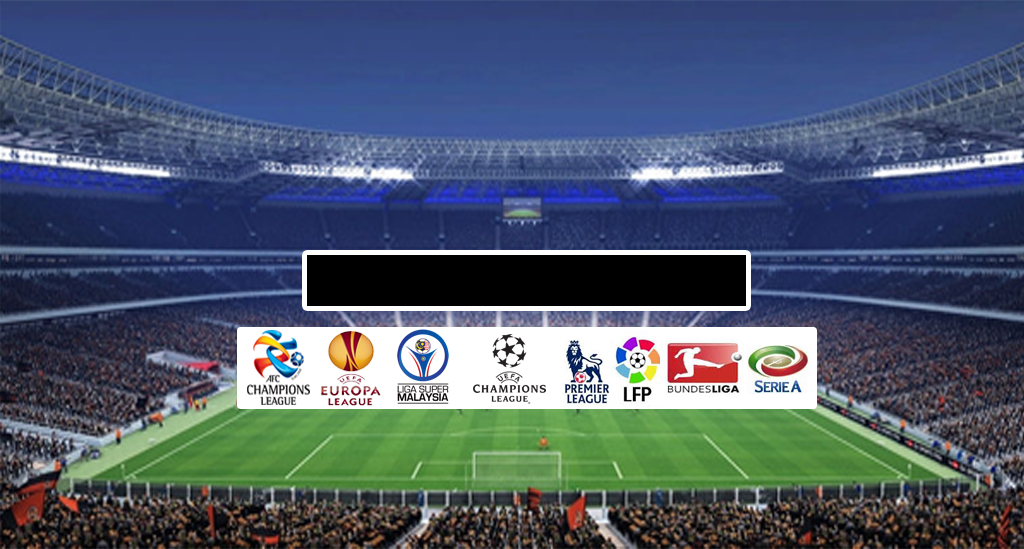 AFC
CHAMPIONS
LEAGUE
UEFA
EUROPA
LEAGUE
LIGA SUPER
MALAYSIA
UEFA
CHAMPIONS
LEAGUE
PREMIER
LEAGUE
LFP
BUNDESLIGA
SERIE A